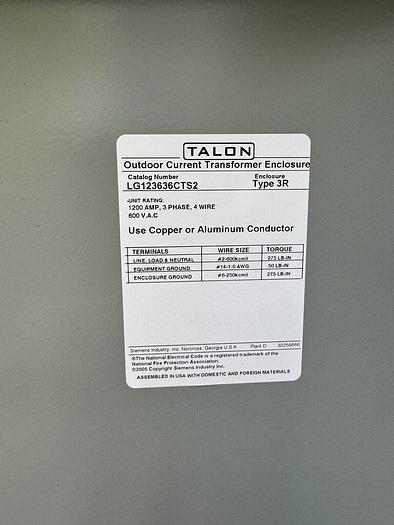 TALON
Outdoor Current Transformer Enclosure
Catalog Number Enclosure
LG123636CTS2 Type 3R
UNIT RATING:
1200 AMP, 3 PHASE, 4 WIRE
600 V.A.C
Use Copper or Aluminum Conductor
TERMINALS WIRE SIZE TORQUE
LINE, LOAD & NEUTRAL #2-600kcmil 275 LB-IN
EQUIPMENT GROUND #14-1/0 AWG 50 LB-IN
ENCLOSURE GROUND #6-250kcmil 275 LB-IN
Siemens Industry, Inc. Norcross, Georgia U.S.A Plant D 30256666
®The National Electrical Code is a registered trademark of the
National Fire Protection Association.
©2005 Copyright Siemens Industry Inc.
ASSEMBLED IN USA WITH DOMESTIC AND FOREIGN MATERIALS